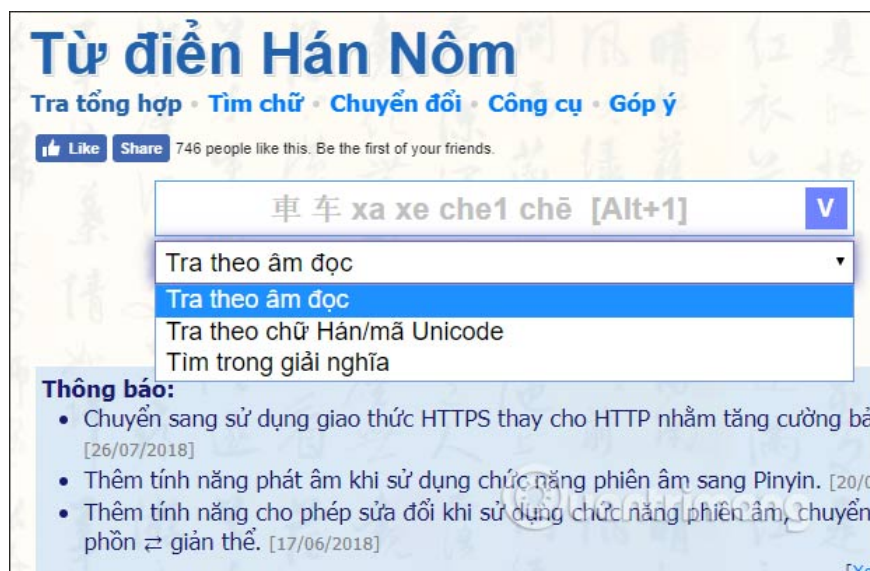 Từ điển Hán Nôm
Tra tổng hợp • Tìm chữ • Chuyển đổi • Công cụ • Góp ý
Like Share 746 people like this. Be the first of your friends.
車 车 xa xe che1 chē [Alt+1] V
Tra theo âm đọc
Tra theo âm đọc
Tra theo chữ Hán/mã Unicode
Tìm trong giải nghĩa
Thông báo:
• Chuyển sang sử dụng giao thức HTTPS thay cho HTTP nhằm tăng cường
[26/07/2018]
• Thêm tính năng phát âm khi sử dụng chức năng phiên âm sang Pinyin.
• Thêm tính năng cho phép sửa đổi khi sử dụng chức năng phiên âm, chuyển
phồn ⇄ giản thể. [17/06/2018]
Quantrimang